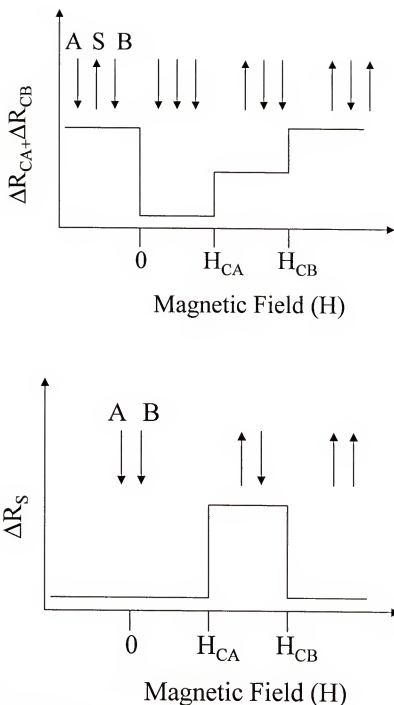 A S B
ΔR_CA+ΔR_CB
0 H_CA H_CB
Magnetic Field (H)
A B
ΔR_S
0 H_CA H_CB
Magnetic Field (H)